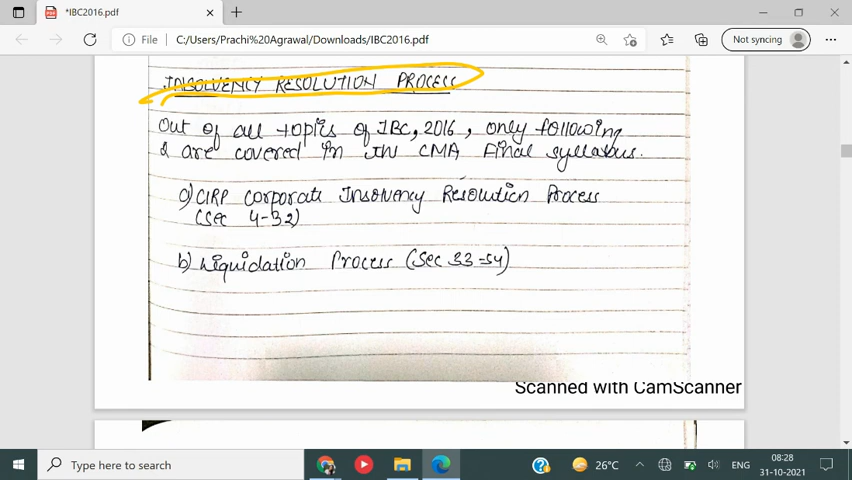 *IBC2016.pdf
File
C:/Users/Prachi%20Agrawal/Downloads/IBC2016.pdf
Not syncing
INSOLVENCY RESOLUTION PROCESS
Out of all topics of IBC, 2016, only following
2 are covered in CMA Final syllabus.
a) CIRP Corporate Insolvency Resolution Process
(Sec 4-32)
b) Liquidation Process (Sec 33-54)
Scanned with CamScanner
Type here to search
26°C
ENG
08:28
31-10-2021